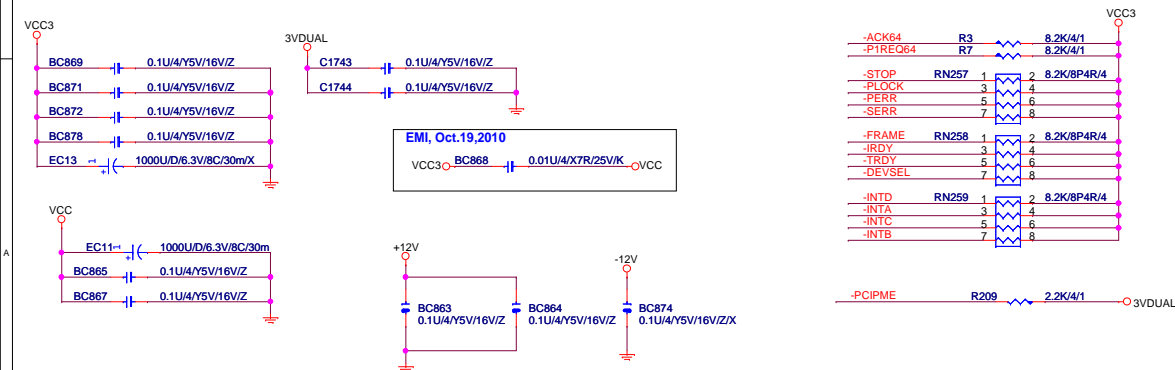 VCC3
BC869 0.1U/4/Y5V/16V/Z
BC871 0.1U/4/Y5V/16V/Z
BC872 0.1U/4/Y5V/16V/Z
BC878 0.1U/4/Y5V/16V/Z
EC13 1 + 1000U/D/6.3V/8C/30m/X
VCC
EC11 1 + 1000U/D/6.3V/8C/30m
BC865 0.1U/4/Y5V/16V/Z
BC867 0.1U/4/Y5V/16V/Z
A
3VDUAL
C1743 0.1U/4/Y5V/16V/Z
C1744 0.1U/4/Y5V/16V/Z
EMI, Oct.19,2010
VCC3 BC868 0.01U/4/X7R/25V/K VCC
+12V
BC863
0.1U/4/Y5V/16V/Z
BC864
0.1U/4/Y5V/16V/Z
-12V
BC874
0.1U/4/Y5V/16V/Z/X
VCC3
-ACK64 R3 8.2K/4/1
-P1REQ64 R7 8.2K/4/1
-STOP RN257 1 2 8.2K/8P4R/4
-PLOCK 3 4
-PERR 5 6
-SERR 7 8
-FRAME RN258 1 2 8.2K/8P4R/4
-IRDY 3 4
-TRDY 5 6
-DEVSEL 7 8
-INTD RN259 1 2 8.2K/8P4R/4
-INTA 3 4
-INTC 5 6
-INTB 7 8
-PCIPME R209 2.2K/4/1 3VDUAL